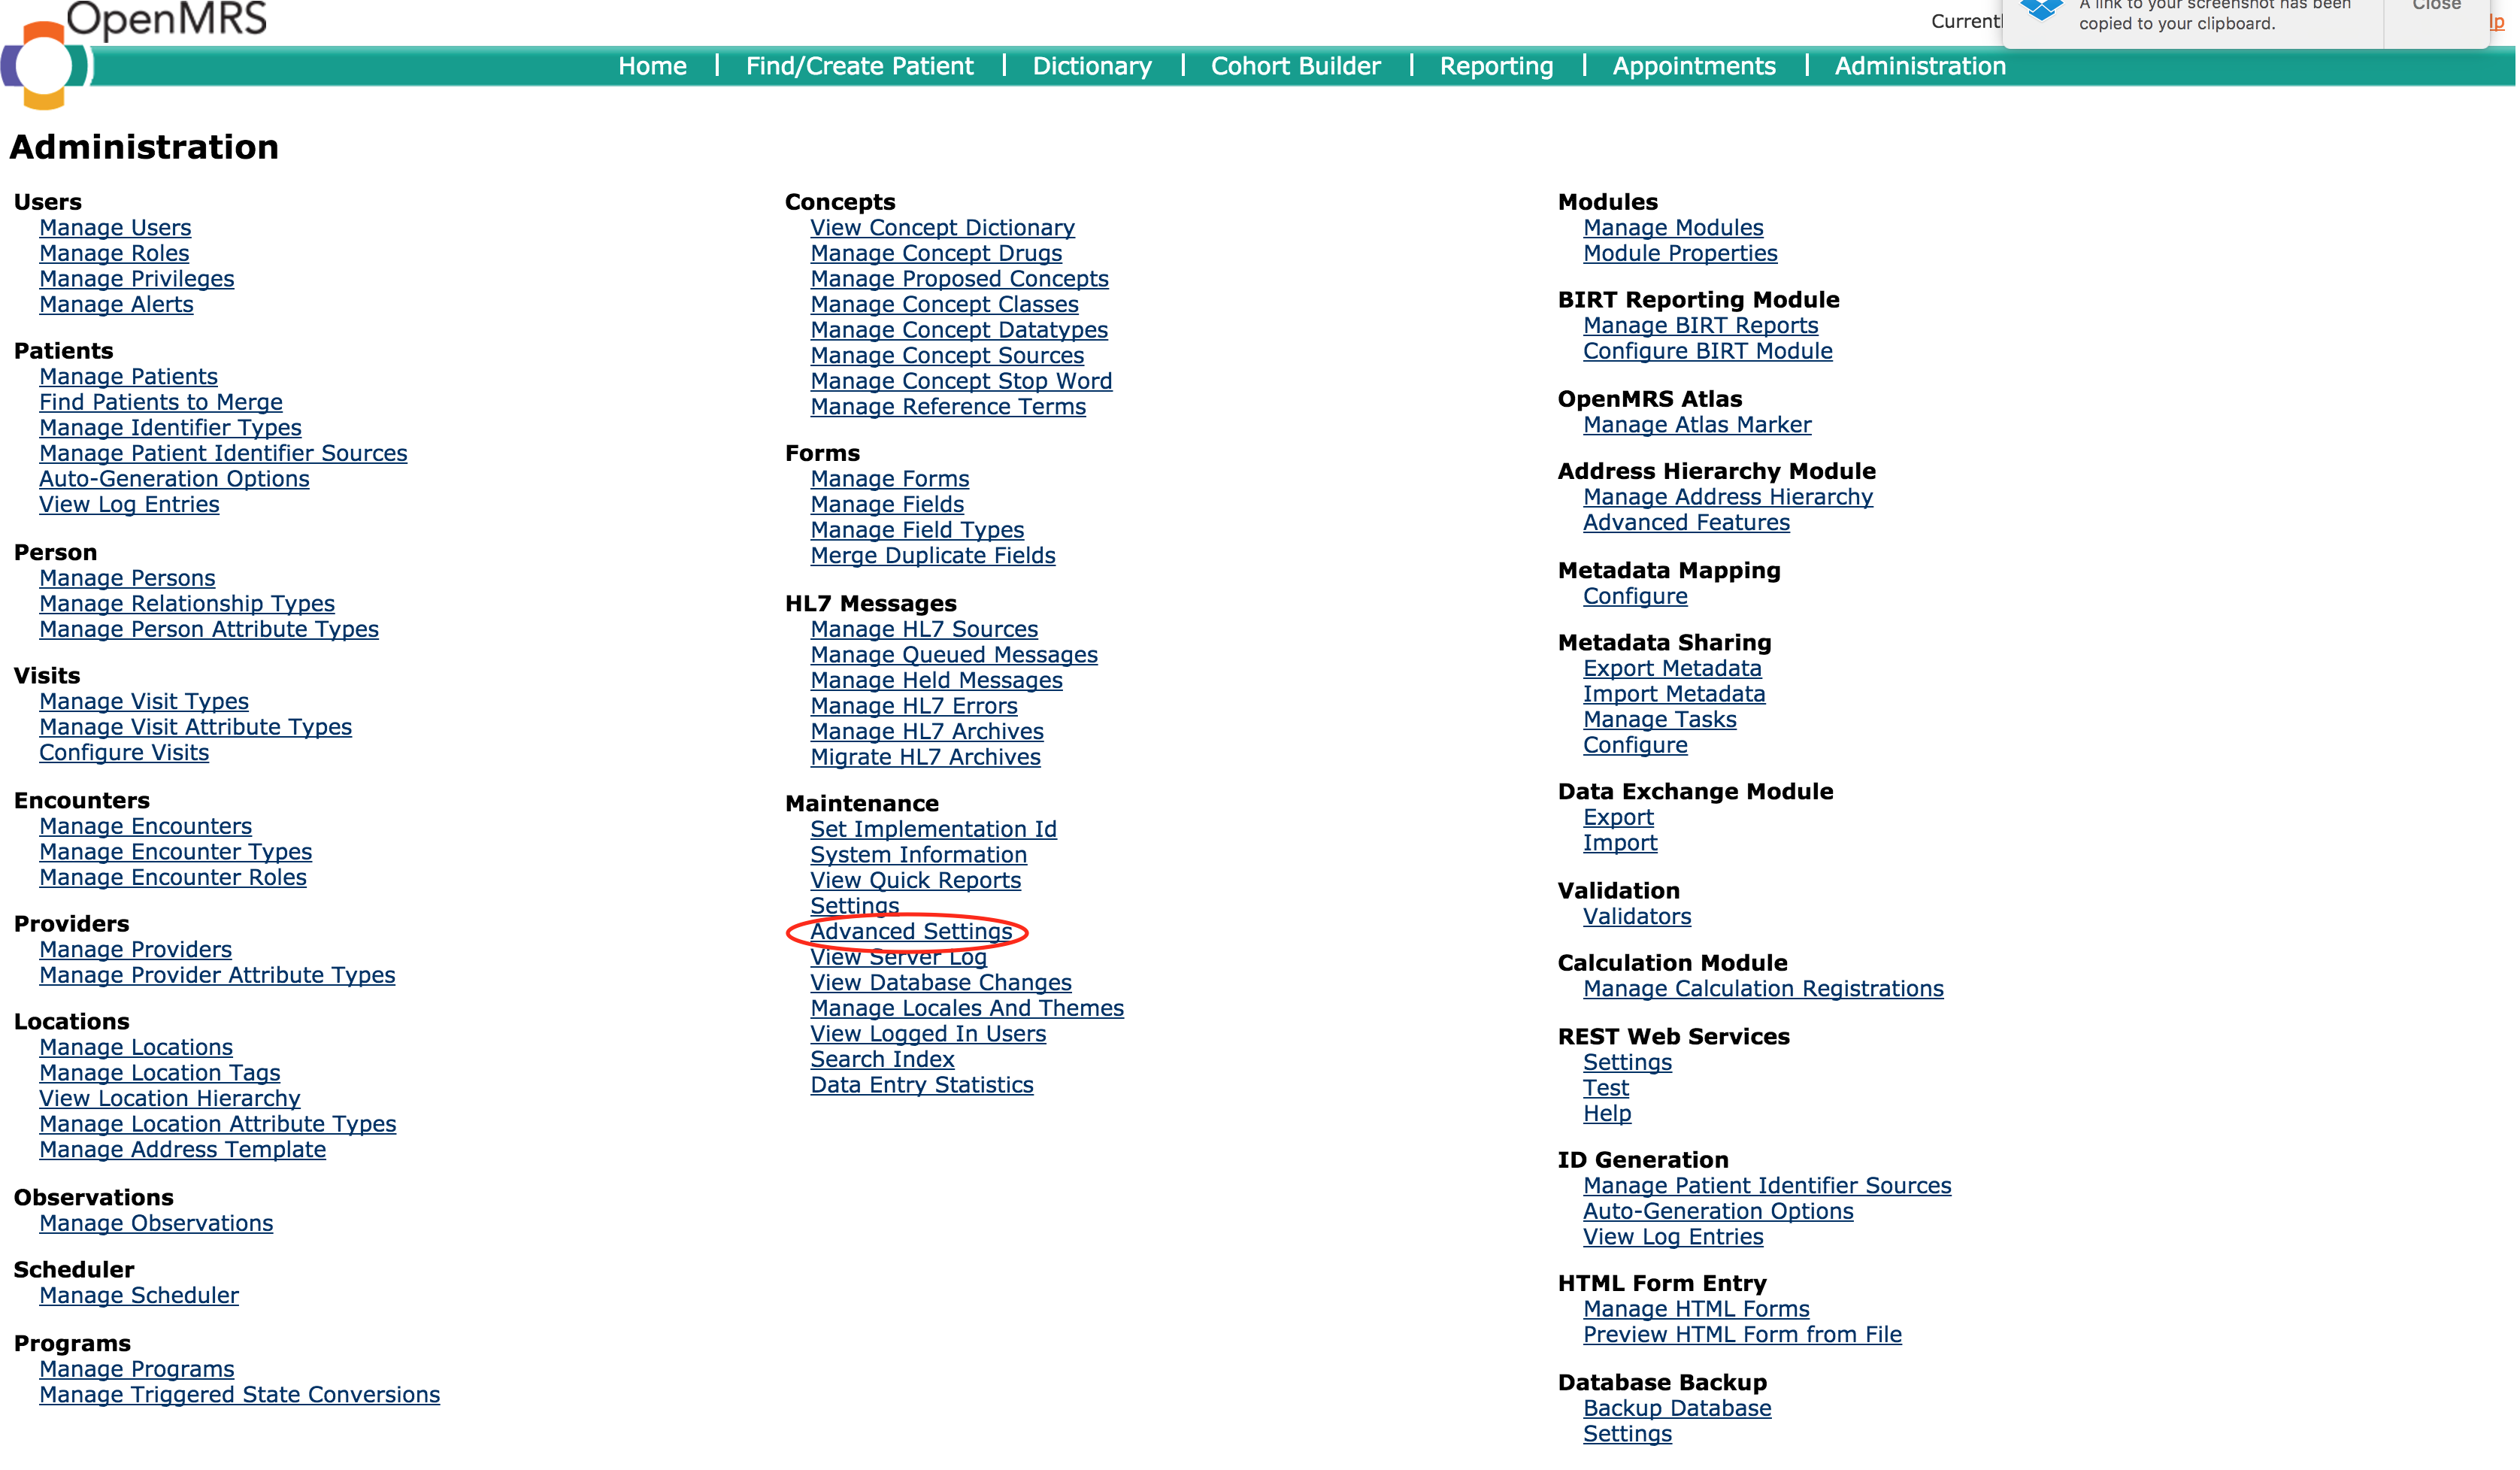 OpenMRS
Current
A link to your screenshot has been
copied to your clipboard.
Close
lp
Home | Find/Create Patient | Dictionary | Cohort Builder | Reporting | Appointments | Administration
Administration
Users
Manage Users
Manage Roles
Manage Privileges
Manage Alerts
Patients
Manage Patients
Find Patients to Merge
Manage Identifier Types
Manage Patient Identifier Sources
Auto-Generation Options
View Log Entries
Person
Manage Persons
Manage Relationship Types
Manage Person Attribute Types
Visits
Manage Visit Types
Manage Visit Attribute Types
Configure Visits
Encounters
Manage Encounters
Manage Encounter Types
Manage Encounter Roles
Providers
Manage Providers
Manage Provider Attribute Types
Locations
Manage Locations
Manage Location Tags
View Location Hierarchy
Manage Location Attribute Types
Manage Address Template
Observations
Manage Observations
Scheduler
Manage Scheduler
Programs
Manage Programs
Manage Triggered State Conversions
Concepts
View Concept Dictionary
Manage Concept Drugs
Manage Proposed Concepts
Manage Concept Classes
Manage Concept Datatypes
Manage Concept Sources
Manage Concept Stop Word
Manage Reference Terms
Forms
Manage Forms
Manage Fields
Manage Field Types
Merge Duplicate Fields
HL7 Messages
Manage HL7 Sources
Manage Queued Messages
Manage Held Messages
Manage HL7 Errors
Manage HL7 Archives
Migrate HL7 Archives
Maintenance
Set Implementation Id
System Information
View Quick Reports
Settings
Advanced Settings
View Server Log
View Database Changes
Manage Locales And Themes
View Logged In Users
Search Index
Data Entry Statistics
Modules
Manage Modules
Module Properties
BIRT Reporting Module
Manage BIRT Reports
Configure BIRT Module
OpenMRS Atlas
Manage Atlas Marker
Address Hierarchy Module
Manage Address Hierarchy
Advanced Features
Metadata Mapping
Configure
Metadata Sharing
Export Metadata
Import Metadata
Manage Tasks
Configure
Data Exchange Module
Export
Import
Validation
Validators
Calculation Module
Manage Calculation Registrations
REST Web Services
Settings
Test
Help
ID Generation
Manage Patient Identifier Sources
Auto-Generation Options
View Log Entries
HTML Form Entry
Manage HTML Forms
Preview HTML Form from File
Database Backup
Backup Database
Settings